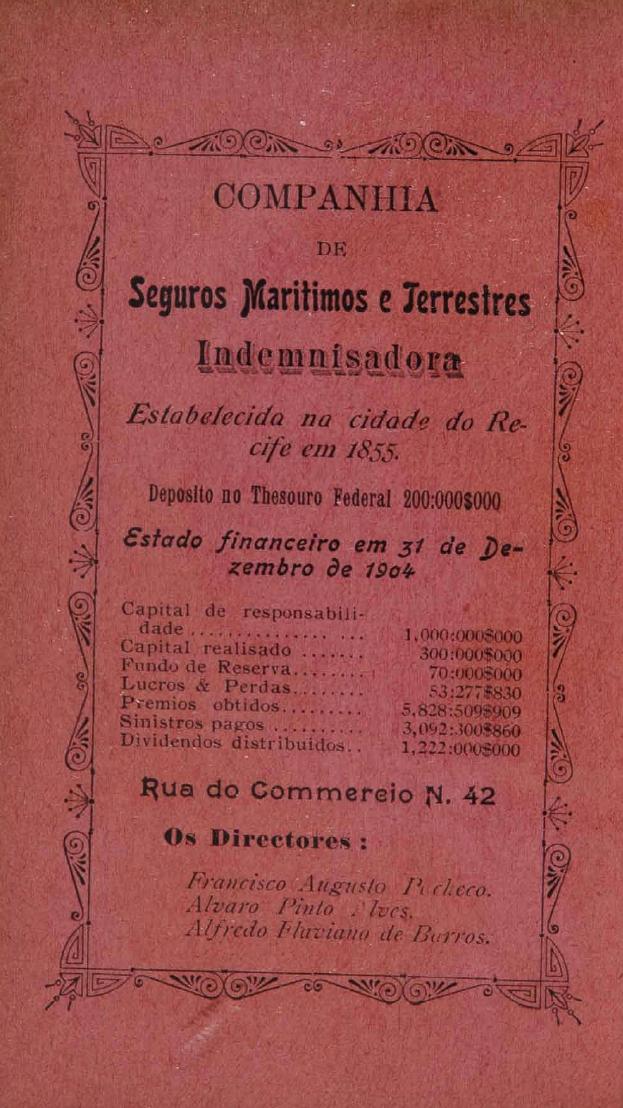 COMPANHIA
DE
Seguros Maritimos e Terrestres
Indemnisadora
Estabelecida na cidade do Re-
cife em 1855.
Deposito no Thesouro Federal 200:000$000
Estado financeiro em 31 de De-
zembro de 1904
Capital de responsabili-
dade ............... ... 1,000:000$000
Capital realisado ....... 300:000$000
Fundo de Reserva........ 70:000$000
Lucros & Perdas........ 53:277$830
Premios obtidos......... 5,828:509$909
Sinistros pagos ......... 3,092:300$860
Dividendos distribuidos.. 1,222:000$000
Rua do Commercio N. 42
Os Directores :
Francisco Augusto Pacheco.
Alvaro Pinto Alves.
Alfredo Flaviano de Barros.